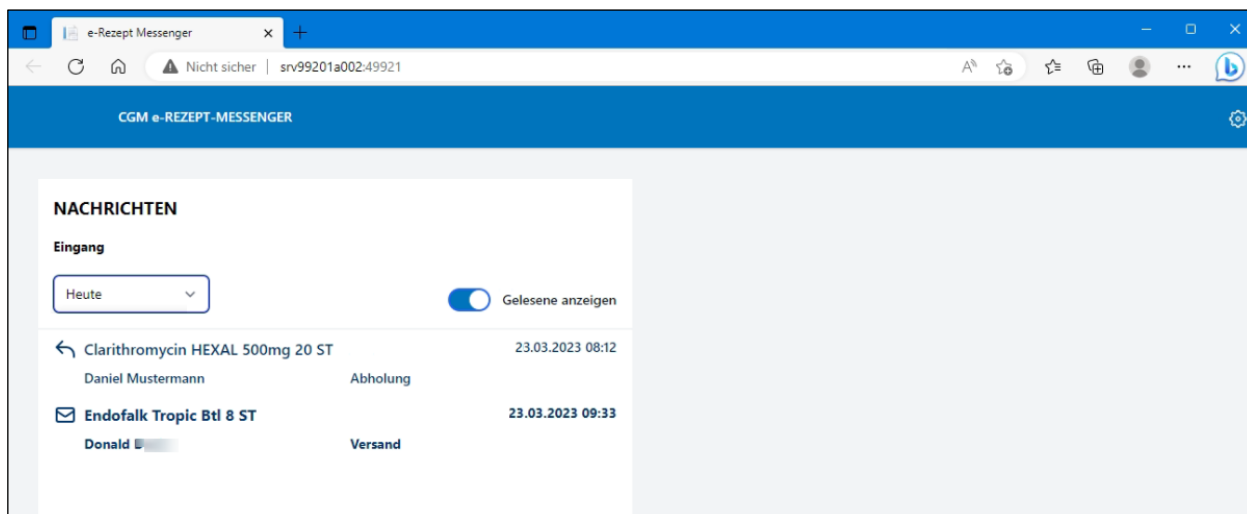 e-Rezept Messenger
Nicht sicher | srv99201a002:49921
CGM e-REZEPT-MESSENGER
NACHRICHTEN
Eingang
Heute
Gelesene anzeigen
Clarithromycin HEXAL 500mg 20 ST 23.03.2023 08:12
Daniel Mustermann Abholung
Endofalk Tropic Btl 8 ST 23.03.2023 09:33
Donald Versand